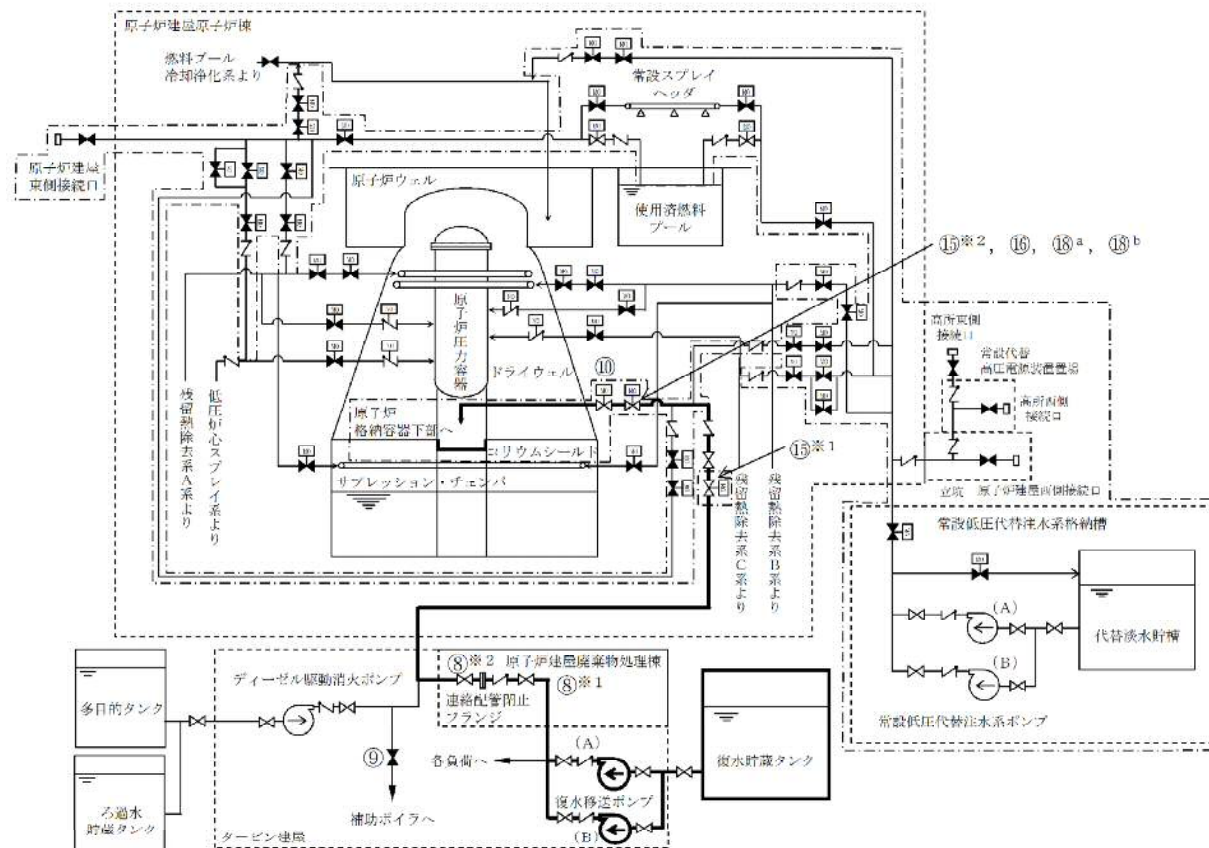 原子炉建屋原子炉棟
燃料プール
冷却浄化系より
常設スプレイ
ヘッダ
原子炉建屋
東側接続口
原子炉ウェル
使用済燃料
プール
⑮※2, ⑯, ⑱a, ⑱b
原子炉圧力容器
ドライウェル
⑩
高所東側
接続口
常設代替
高圧電源装置置場
高所西側
接続口
原子炉
格納容器下部へ
コリウムシールド
サプレッション・チェンバ
⑮※1
残留熱除去系A系より
低圧炉心スプレイ系より
残留熱除去系C系より
残留熱除去系B系より
立坑
原子炉建屋西側接続口
常設低圧代替注水系格納槽
(A)
代替淡水貯槽
(B)
常設低圧代替注水系ポンプ
⑧※2
原子炉建屋廃棄物処理棟
⑧※1
連絡配管閉止
フランジ
ディーゼル駆動消火ポンプ
多目的タンク
(A)
各負荷へ
復水貯蔵タンク
⑨
復水移送ポンプ
(B)
ろ過水
貯蔵タンク
補助ボイラへ
タービン建屋